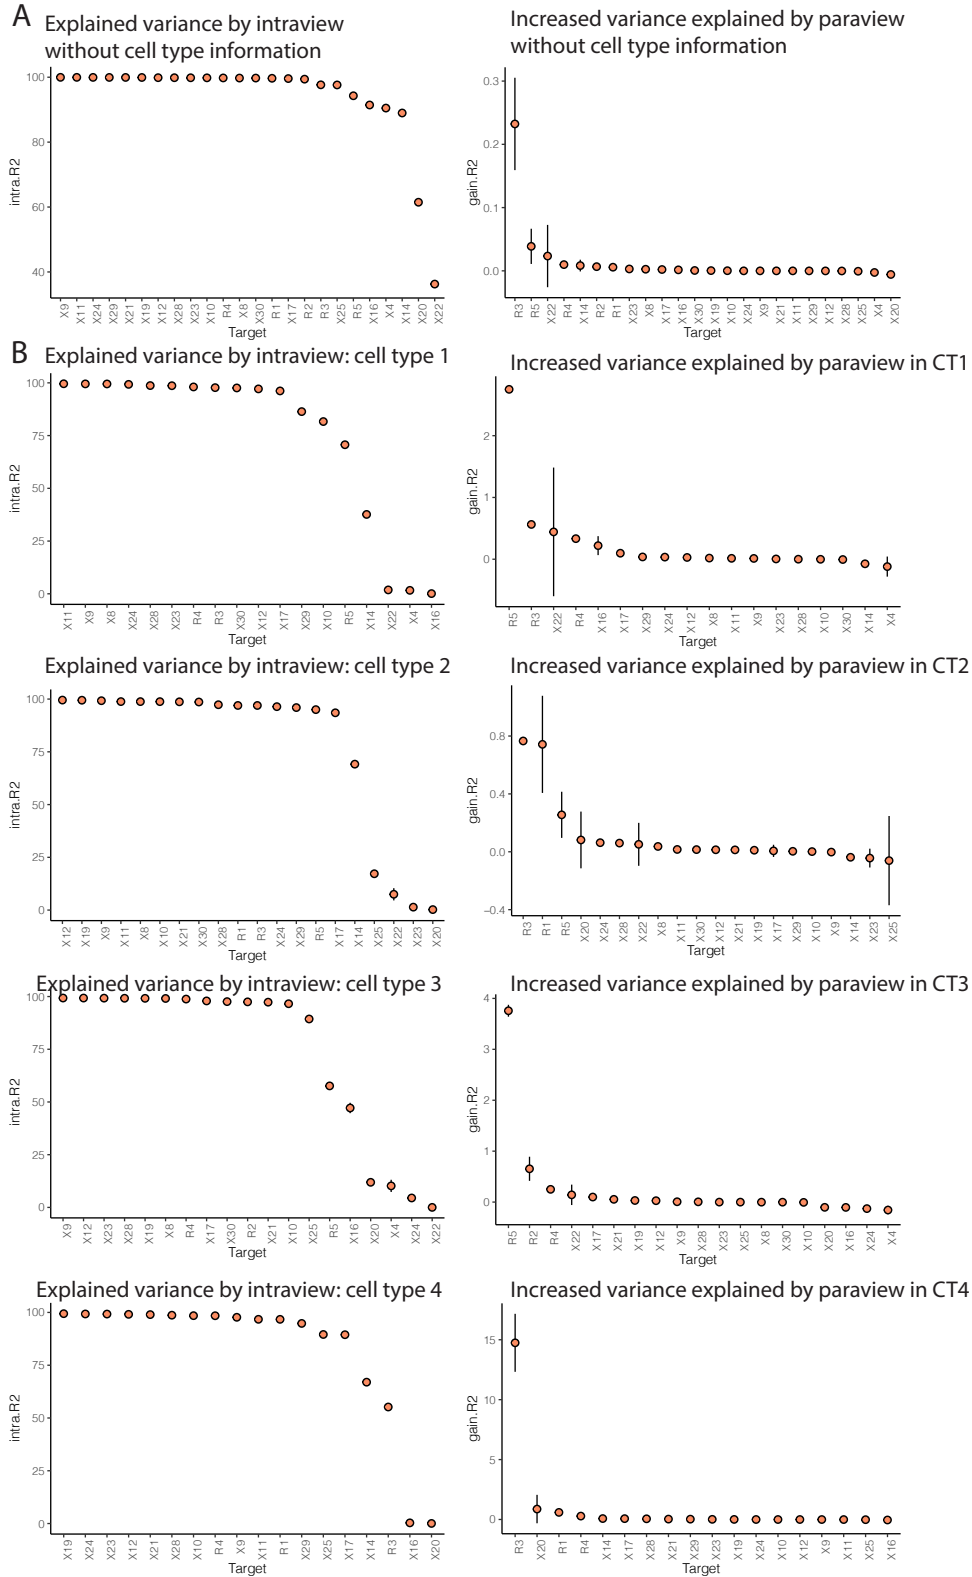 A
Explained variance by intraview
without cell type information
100
80
60
40
intra.R2
X9 X11 X24 X29 X21 X19 X12 X28 X23 X10 R4 X8 X30 R1 X17 R2 R3 X25 R5 X16 X4 X14 X20 X22
Target
Increased variance explained by paraview
without cell type information
0.3
0.2
0.1
0.0
gain.R2
R3 R5 X22 R4 X14 R2 R1 X23 X8 X17 X16 X30 X19 X10 X24 X9 X21 X11 X29 X12 X28 X25 X4 X20
Target
B
Explained variance by intraview: cell type 1
100
75
50
25
0
intra.R2
X11 X9 X8 X24 X28 X23 R4 R3 X30 X12 X17 X29 X10 R5 X14 X22 X4 X16
Target
Increased variance explained by paraview in CT1
2
1
0
gain.R2
R5 R3 X22 R4 X16 X17 X29 X24 X12 X8 X11 X9 X23 X28 X10 X30 X14 X4
Target
Explained variance by intraview: cell type 2
100
75
50
25
0
intra.R2
X12 X19 X9 X11 X8 X10 X21 X30 X28 R1 R3 X24 X29 R5 X17 X14 X25 X22 X23 X20
Target
Increased variance explained by paraview in CT2
0.8
0.4
0.0
−0.4
gain.R2
R3 R1 R5 X20 X24 X28 X22 X8 X11 X30 X12 X21 X19 X17 X29 X10 X9 X14 X23 X25
Target
Explained variance by intraview: cell type 3
100
75
50
25
0
intra.R2
X9 X12 X23 X28 X19 X8 R4 X17 X30 R2 X21 X10 X25 R5 X16 X20 X4 X24 X22
Target
Increased variance explained by paraview in CT3
4
3
2
1
0
gain.R2
R5 R2 R4 X22 X17 X21 X19 X12 X9 X28 X23 X25 X8 X30 X10 X20 X16 X24 X4
Target
Explained variance by intraview: cell type 4
100
75
50
25
0
intra.R2
X19 X24 X23 X12 X21 X28 X10 R4 X9 X11 R1 X29 X25 X17 X14 R3 X16 X20
Target
Increased variance explained by paraview in CT4
15
10
5
0
gain.R2
R3 X20 R1 R4 X14 X17 X28 X21 X29 X23 X19 X24 X10 X12 X9 X11 X25 X16
Target